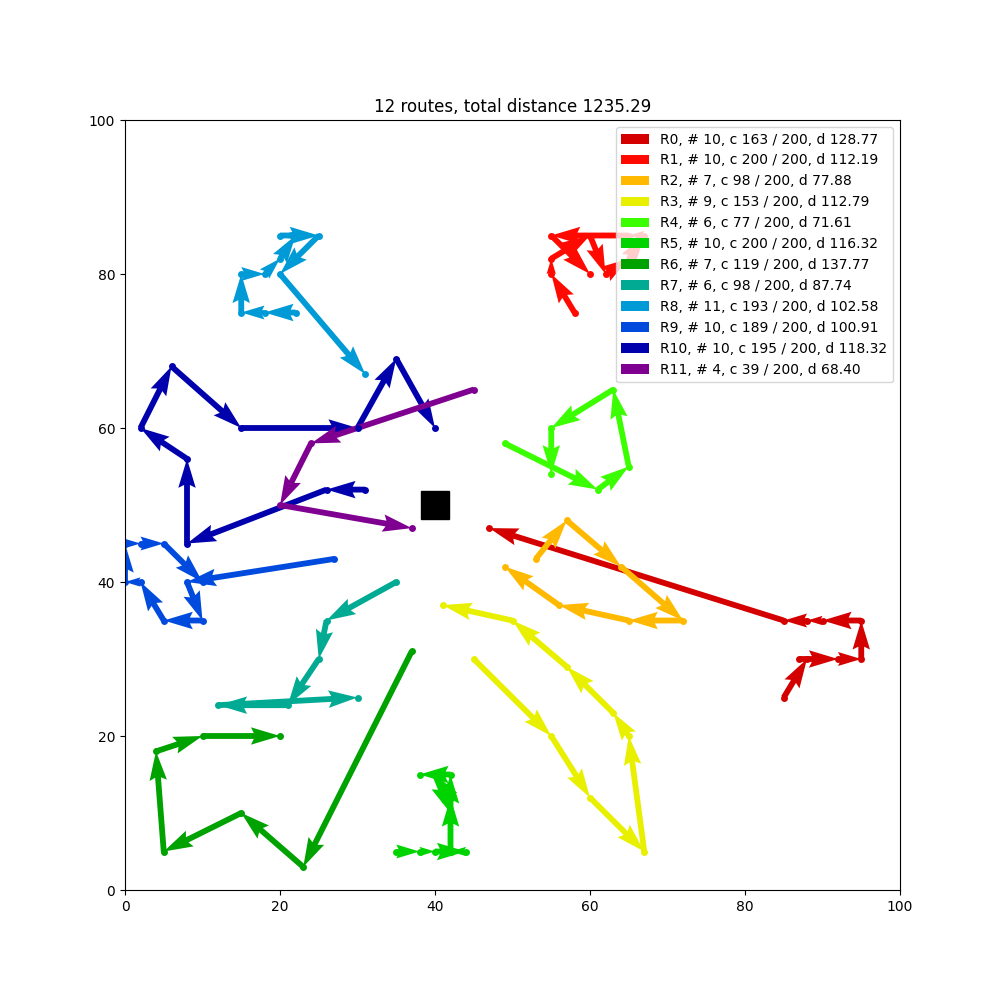 12 routes, total distance 1235.29
R0, # 10, c 163 / 200, d 128.77
R1, # 10, c 200 / 200, d 112.19
R2, # 7, c 98 / 200, d 77.88
R3, # 9, c 153 / 200, d 112.79
R4, # 6, c 77 / 200, d 71.61
R5, # 10, c 200 / 200, d 116.32
R6, # 7, c 119 / 200, d 137.77
R7, # 6, c 98 / 200, d 87.74
R8, # 11, c 193 / 200, d 102.58
R9, # 10, c 189 / 200, d 100.91
R10, # 10, c 195 / 200, d 118.32
R11, # 4, c 39 / 200, d 68.40
100
80
60
40
20
0
0 20 40 60 80 100